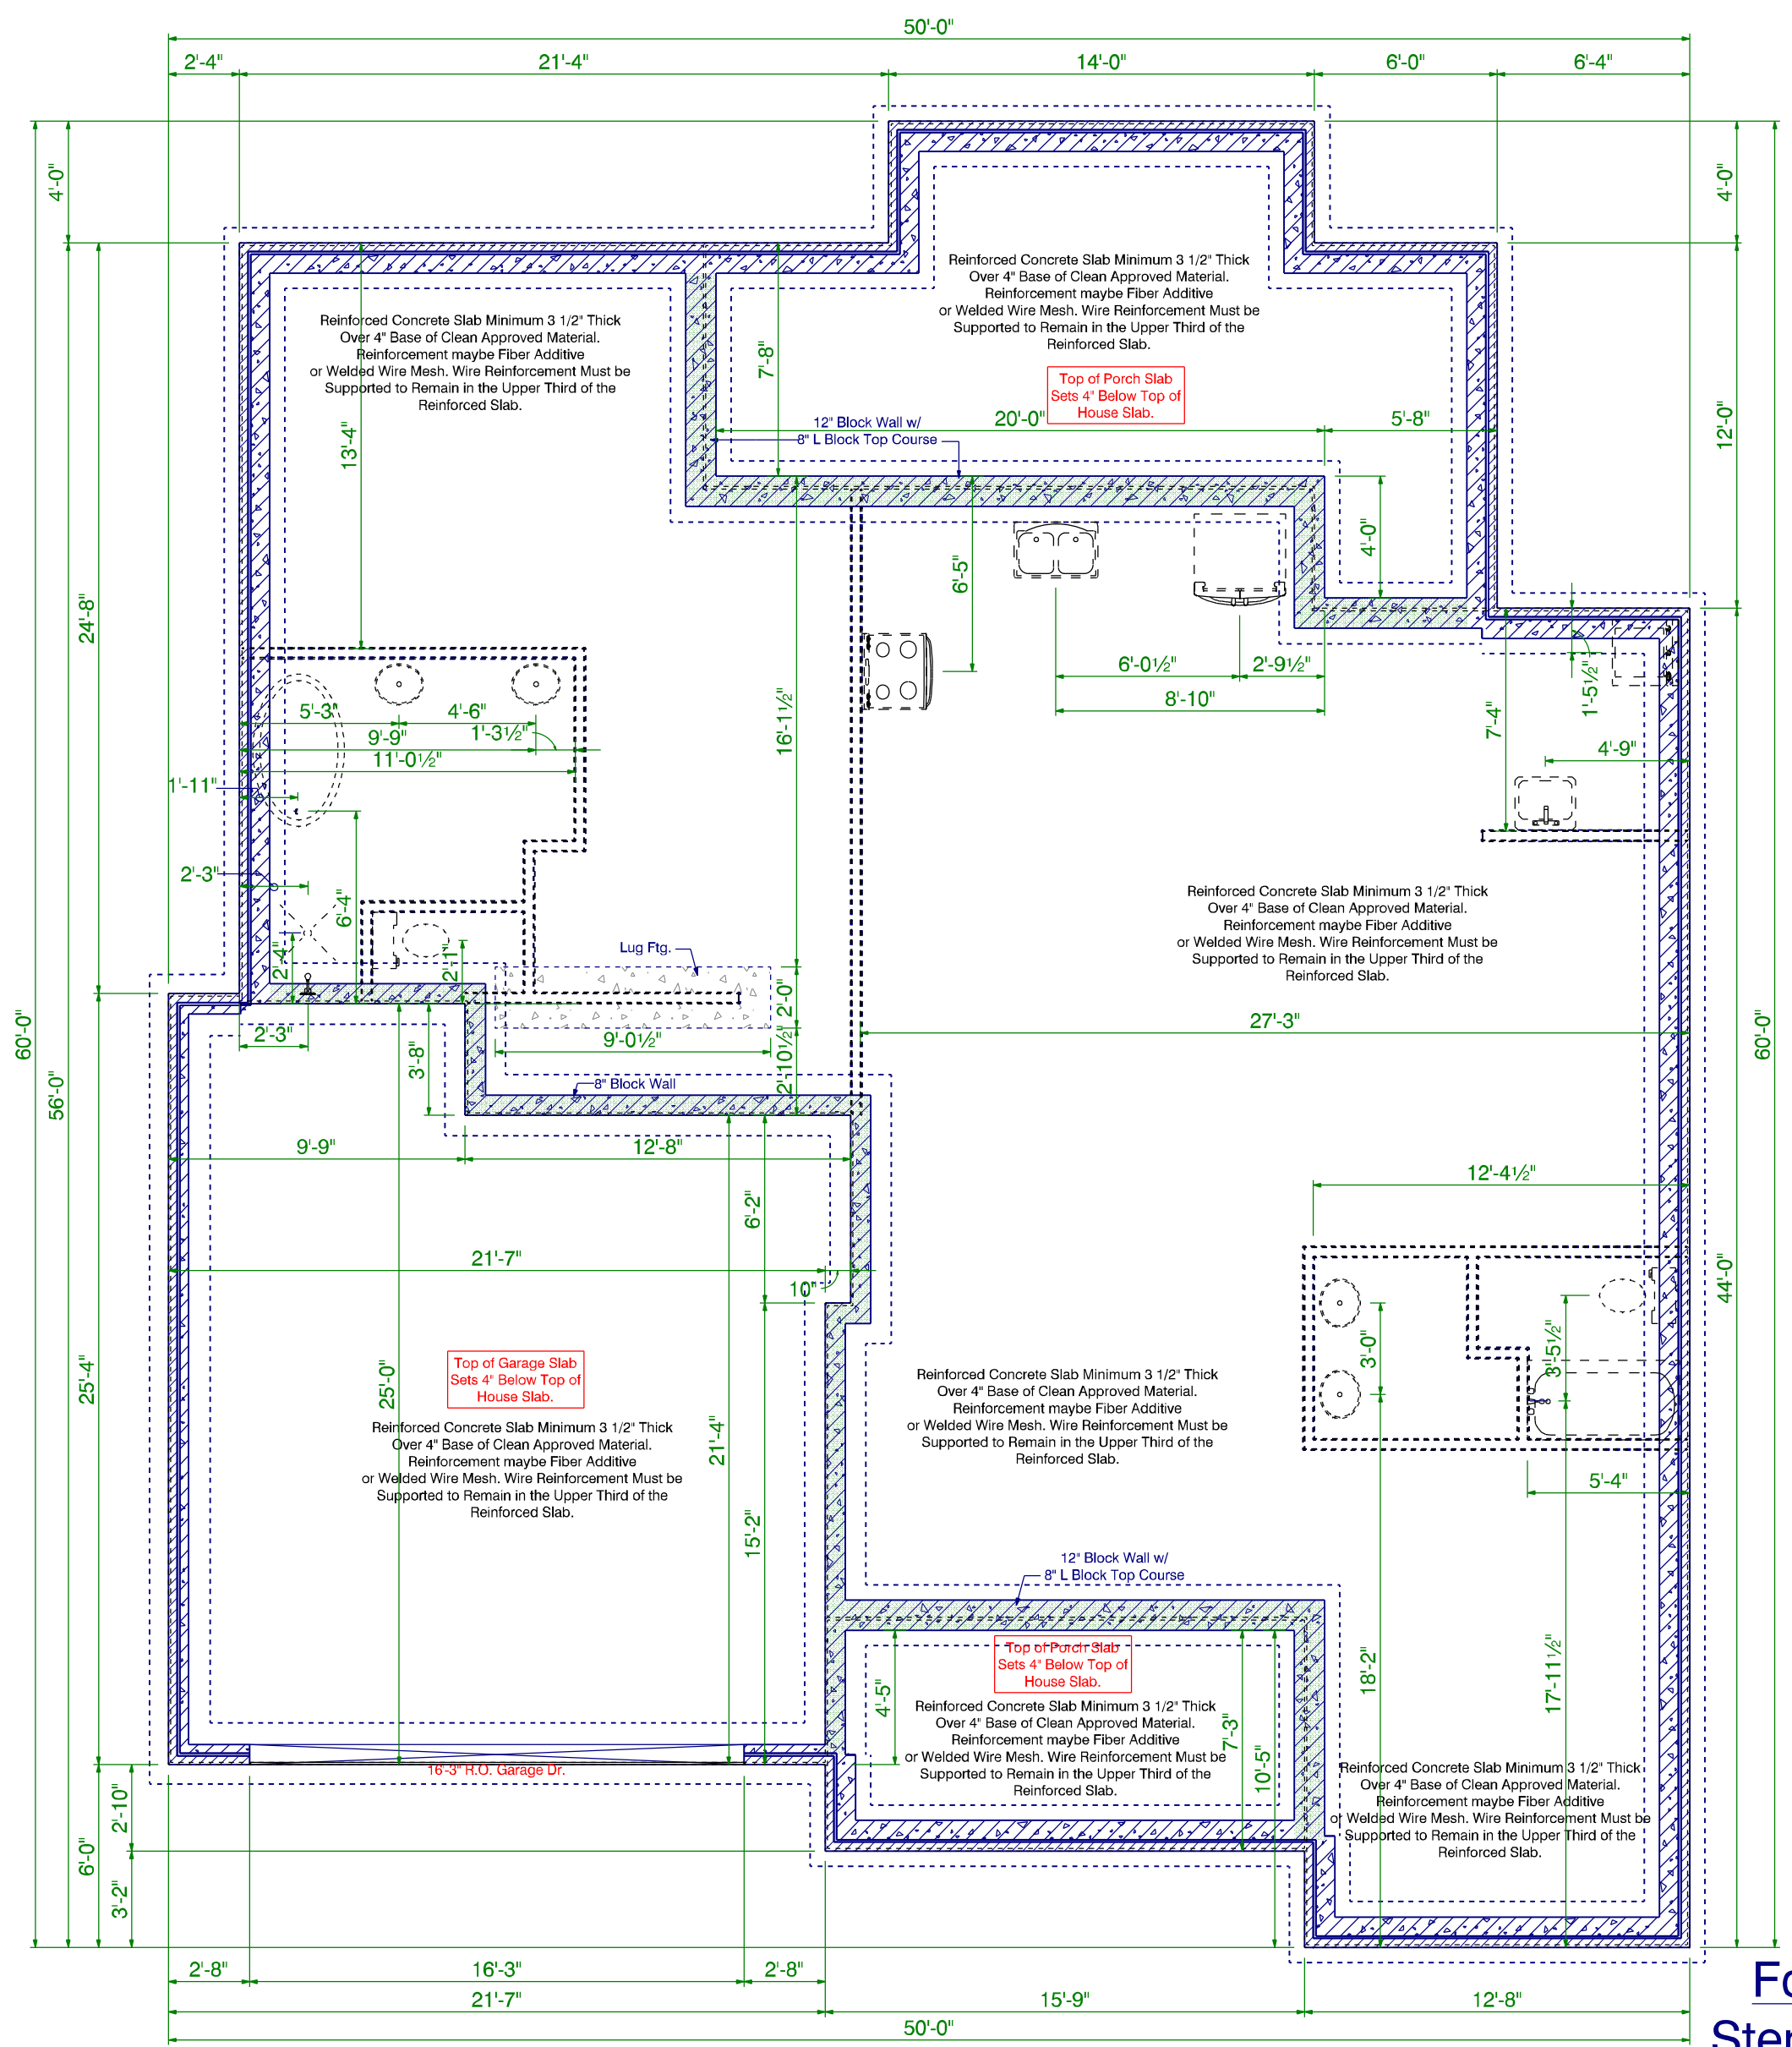 50'-0"
2'-4"
21'-4"
14'-0"
6'-0"
6'-4"
4'-0"
4'-0"
Reinforced Concrete Slab Minimum 3 1/2" Thick
Over 4" Base of Clean Approved Material.
Reinforcement maybe Fiber Additive
or Welded Wire Mesh. Wire Reinforcement Must be
Supported to Remain in the Upper Third of the
Reinforced Slab.
Reinforced Concrete Slab Minimum 3 1/2" Thick
Over 4" Base of Clean Approved Material.
Reinforcement maybe Fiber Additive
or Welded Wire Mesh. Wire Reinforcement Must be
Supported to Remain in the Upper Third of the
Reinforced Slab.
7'-8"
Top of Porch Slab
Sets 4" Below Top of
House Slab.
12" Block Wall w/
8" L Block Top Course
20'-0"
5'-8"
12'-0"
13'-4"
24'-8"
4'-0"
6'-5"
6'-0½"
2'-9½"
8'-10"
1'-5½"
7'-4"
4'-9"
5'-3"
4'-6"
9'-9"
1'-3½"
11'-0½"
16'-1½"
1'-11"
2'-3"
6'-4"
2'-4"
2'-1"
Lug Ftg.
Reinforced Concrete Slab Minimum 3 1/2" Thick
Over 4" Base of Clean Approved Material.
Reinforcement maybe Fiber Additive
or Welded Wire Mesh. Wire Reinforcement Must be
Supported to Remain in the Upper Third of the
Reinforced Slab.
2'-0"
27'-3"
60'-0"
60'-0"
56'-0"
2'-3"
9'-0½"
3'-8"
2'-10½"
8" Block Wall
9'-9"
12'-8"
6'-2"
12'-4½"
44'-0"
21'-7"
10"
3'-0"
3'-5½"
25'-4"
25'-0"
Top of Garage Slab
Sets 4" Below Top of
House Slab.
Reinforced Concrete Slab Minimum 3 1/2" Thick
Over 4" Base of Clean Approved Material.
Reinforcement maybe Fiber Additive
or Welded Wire Mesh. Wire Reinforcement Must be
Supported to Remain in the Upper Third of the
Reinforced Slab.
21'-4"
15'-2"
Reinforced Concrete Slab Minimum 3 1/2" Thick
Over 4" Base of Clean Approved Material.
Reinforcement maybe Fiber Additive
or Welded Wire Mesh. Wire Reinforcement Must be
Supported to Remain in the Upper Third of the
Reinforced Slab.
5'-4"
12" Block Wall w/
8" L Block Top Course
Top of Porch Slab
Sets 4" Below Top of
House Slab.
4'-5"
7'-3"
10'-5"
18'-2"
17'-11½"
Reinforced Concrete Slab Minimum 3 1/2" Thick
Over 4" Base of Clean Approved Material.
Reinforcement maybe Fiber Additive
or Welded Wire Mesh. Wire Reinforcement Must be
Supported to Remain in the Upper Third of the
Reinforced Slab.
Reinforced Concrete Slab Minimum 3 1/2" Thick
Over 4" Base of Clean Approved Material.
Reinforcement maybe Fiber Additive
or Welded Wire Mesh. Wire Reinforcement Must be
Supported to Remain in the Upper Third of the
Reinforced Slab.
16'-3" R.O. Garage Dr.
2'-10"
6'-0"
3'-2"
2'-8"
16'-3"
2'-8"
21'-7"
15'-9"
12'-8"
50'-0"